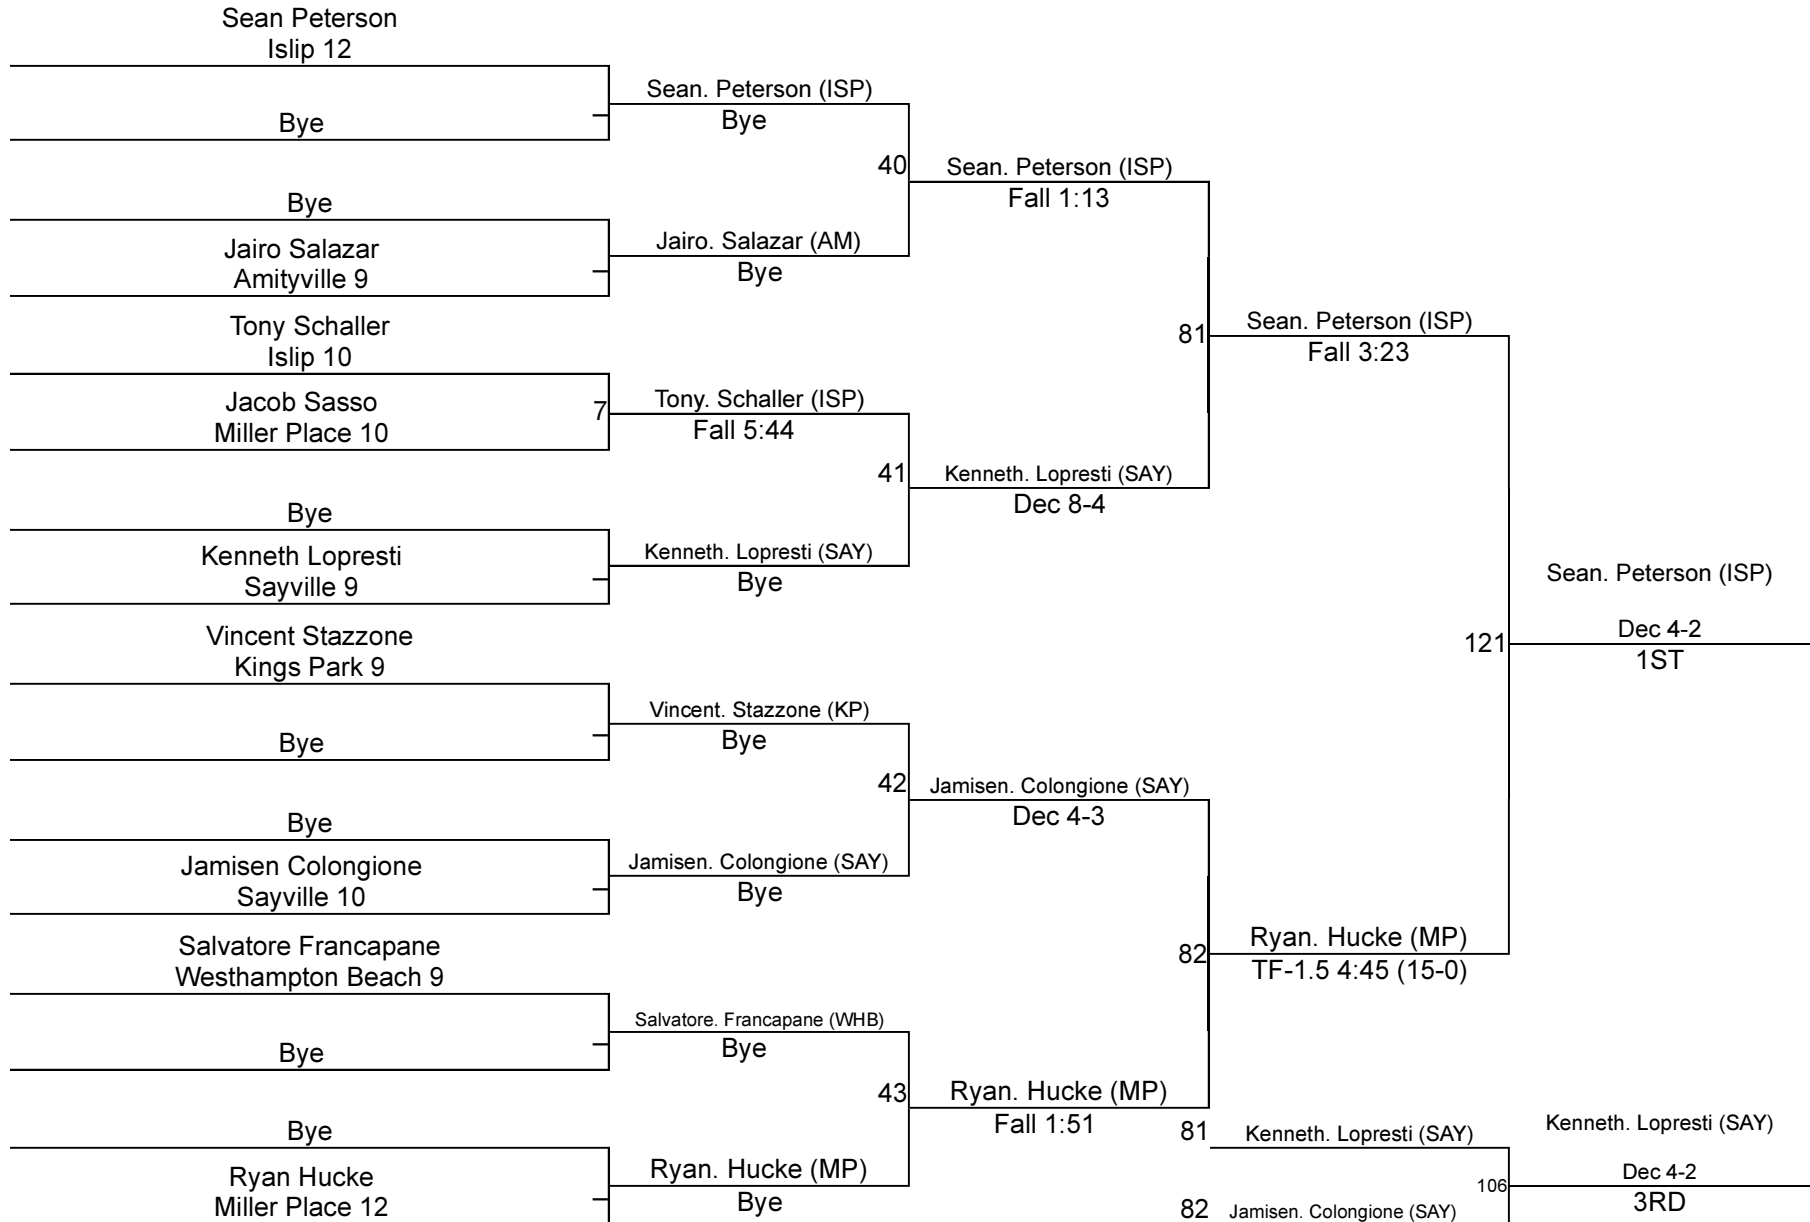 Sean Peterson
Islip 12
Bye
Bye
Jairo Salazar
Amityville 9
Tony Schaller
Islip 10
Jacob Sasso
Miller Place 10
7
Bye
Kenneth Lopresti
Sayville 9
Vincent Stazzone
Kings Park 9
Bye
Bye
Jamisen Colongione
Sayville 10
Salvatore Francapane
Westhampton Beach 9
Bye
Bye
Ryan Hucke
Miller Place 12
Sean. Peterson (ISP)
Bye
40
Jairo. Salazar (AM)
Bye
Tony. Schaller (ISP)
Fall 5:44
41
Kenneth. Lopresti (SAY)
Bye
Vincent. Stazzone (KP)
Bye
42
Jamisen. Colongione (SAY)
Bye
Salvatore. Francapane (WHB)
Bye
43
Ryan. Hucke (MP)
Bye
Sean. Peterson (ISP)
Fall 1:13
81
Kenneth. Lopresti (SAY)
Dec 8-4
Jamisen. Colongione (SAY)
Dec 4-3
82
Ryan. Hucke (MP)
Fall 1:51
Sean. Peterson (ISP)
Fall 3:23
121
Ryan. Hucke (MP)
TF-1.5 4:45 (15-0)
Sean. Peterson (ISP)
Dec 4-2
1ST
81 Kenneth. Lopresti (SAY)
106
82 Jamisen. Colongione (SAY)
Kenneth. Lopresti (SAY)
Dec 4-2
3RD